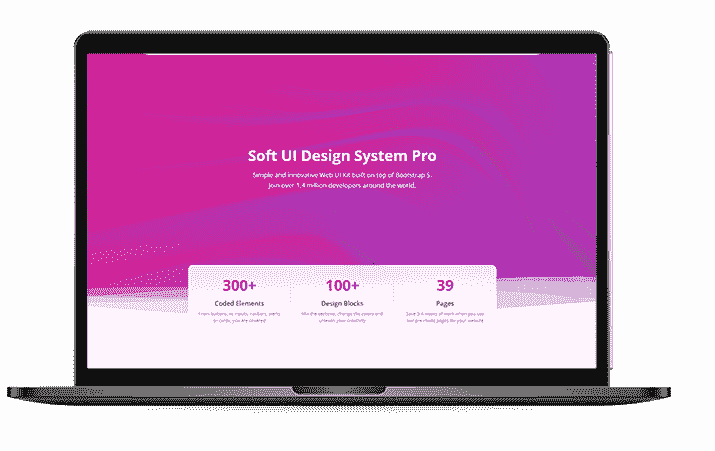 Soft UI Design System Pro
Simple and innovative Web UI Kit built on top of Bootstrap 5.
Join over 1.4 million developers around the world.
300+
100+
39
Coded Elements
Design Blocks
Pages
From buttons, to inputs, navbars, alerts
or cards, you are covered
Mix the sections, change the colors and
unleash your creativity
Save 3-4 weeks of work when you use
our pre-made pages for your website